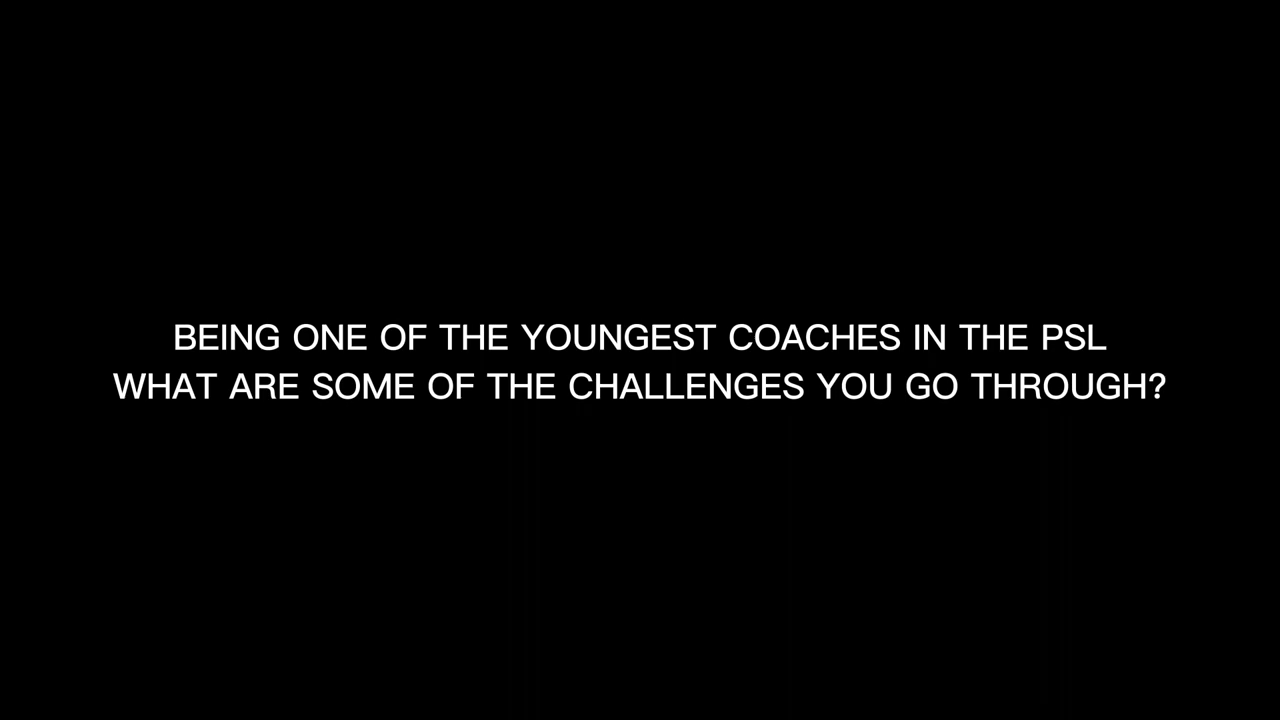 BEING ONE OF THE YOUNGEST COACHES IN THE PSL
WHAT ARE SOME OF THE CHALLENGES YOU GO THROUGH?